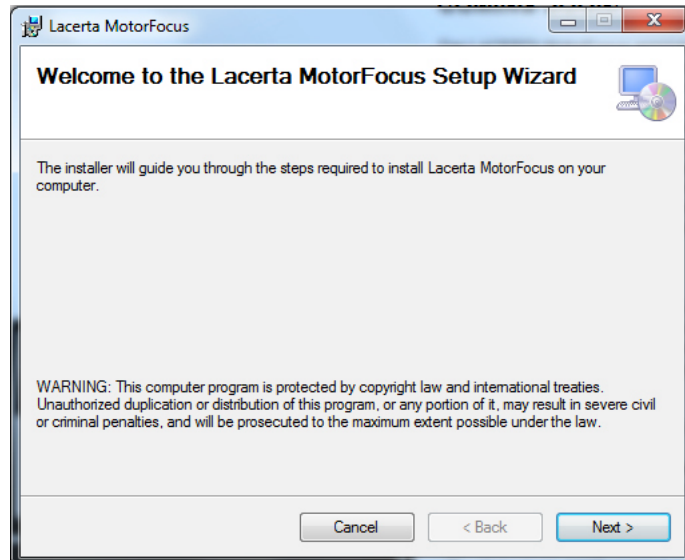 Lacerta MotorFocus
Welcome to the Lacerta MotorFocus Setup Wizard
The installer will guide you through the steps required to install Lacerta MotorFocus on your
computer.
WARNING: This computer program is protected by copyright law and international treaties.
Unauthorized duplication or distribution of this program, or any portion of it, may result in severe civil
or criminal penalties, and will be prosecuted to the maximum extent possible under the law.
Cancel
< Back
Next >